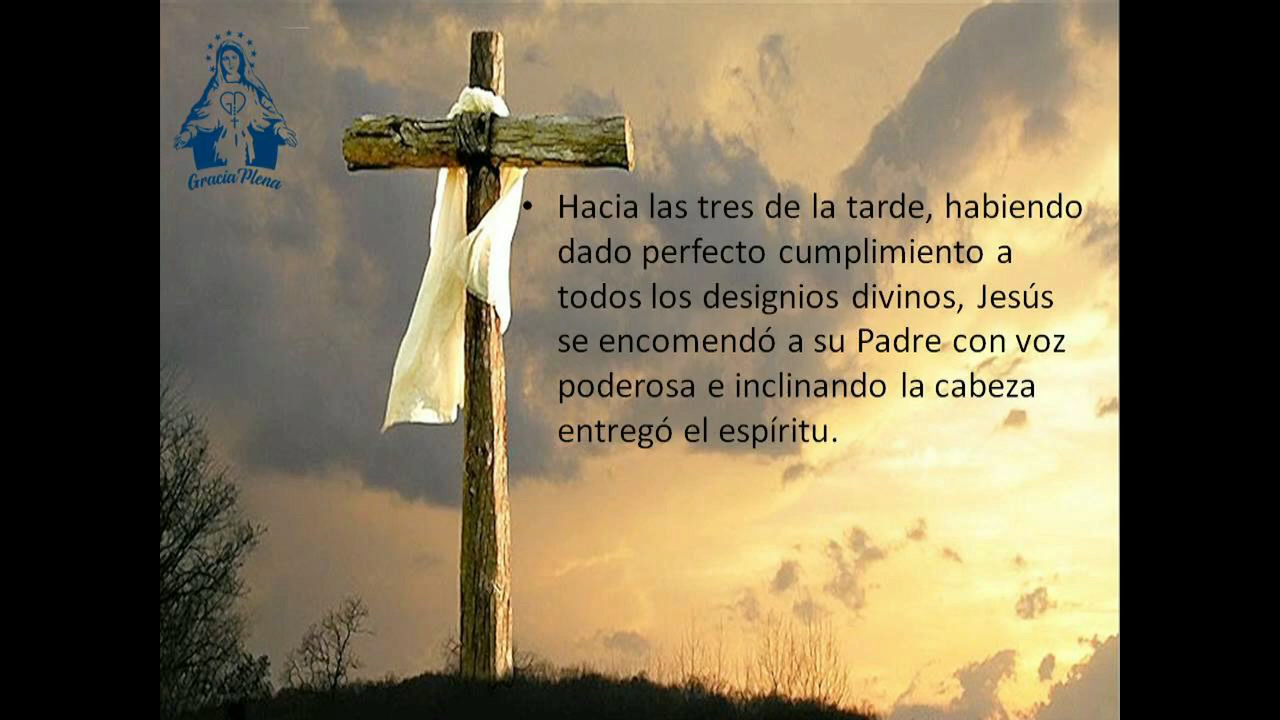 Gracia Plena
• Hacia las tres de la tarde, habiendo
dado perfecto cumplimiento a
todos los designios divinos, Jesús
se encomendó a su Padre con voz
poderosa e inclinando la cabeza
entregó el espíritu.